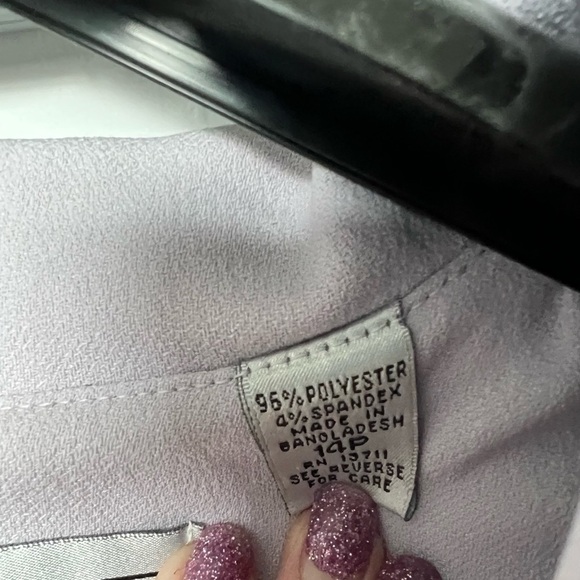 96% POLYESTER
4% SPANDEX
MADE IN
BANGLADESH
14P
RN 13711
SEE REVERSE
FOR CARE